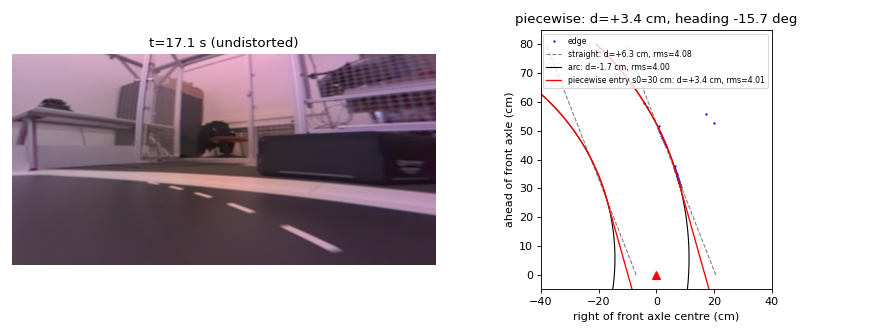 t=17.1 s (undistorted)
piecewise: d=+3.4 cm, heading -15.7 deg
edge
straight: d=+6.3 cm, rms=4.08
arc: d=-1.7 cm, rms=4.00
piecewise entry s0=30 cm: d=+3.4 cm, rms=4.01
ahead of front axle (cm)
80
70
60
50
40
30
20
10
0
−40
−20
0
20
40
right of front axle centre (cm)